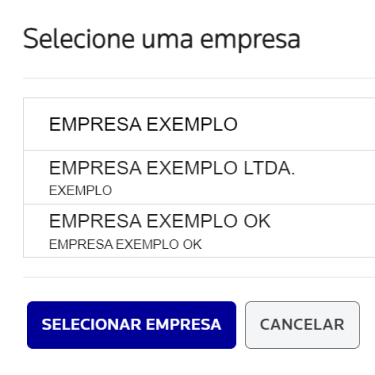 Selecione uma empresa
EMPRESA EXEMPLO
EMPRESA EXEMPLO LTDA.
EXEMPLO
EMPRESA EXEMPLO OK
EMPRESA EXEMPLO OK
SELECIONAR EMPRESA CANCELAR